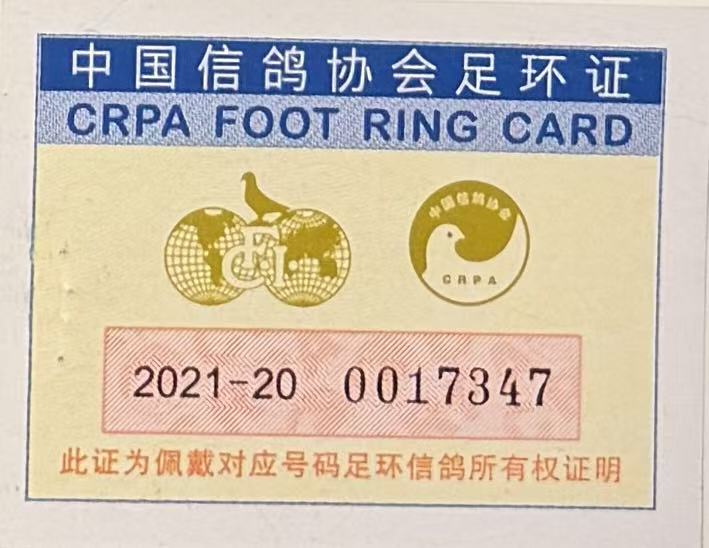 中国信鸽协会足环证
CRPA FOOT RING CARD
FCI
中国信鸽协会
CRPA
2021-20 0017347
此证为佩戴对应号码足环信鸽所有权证明